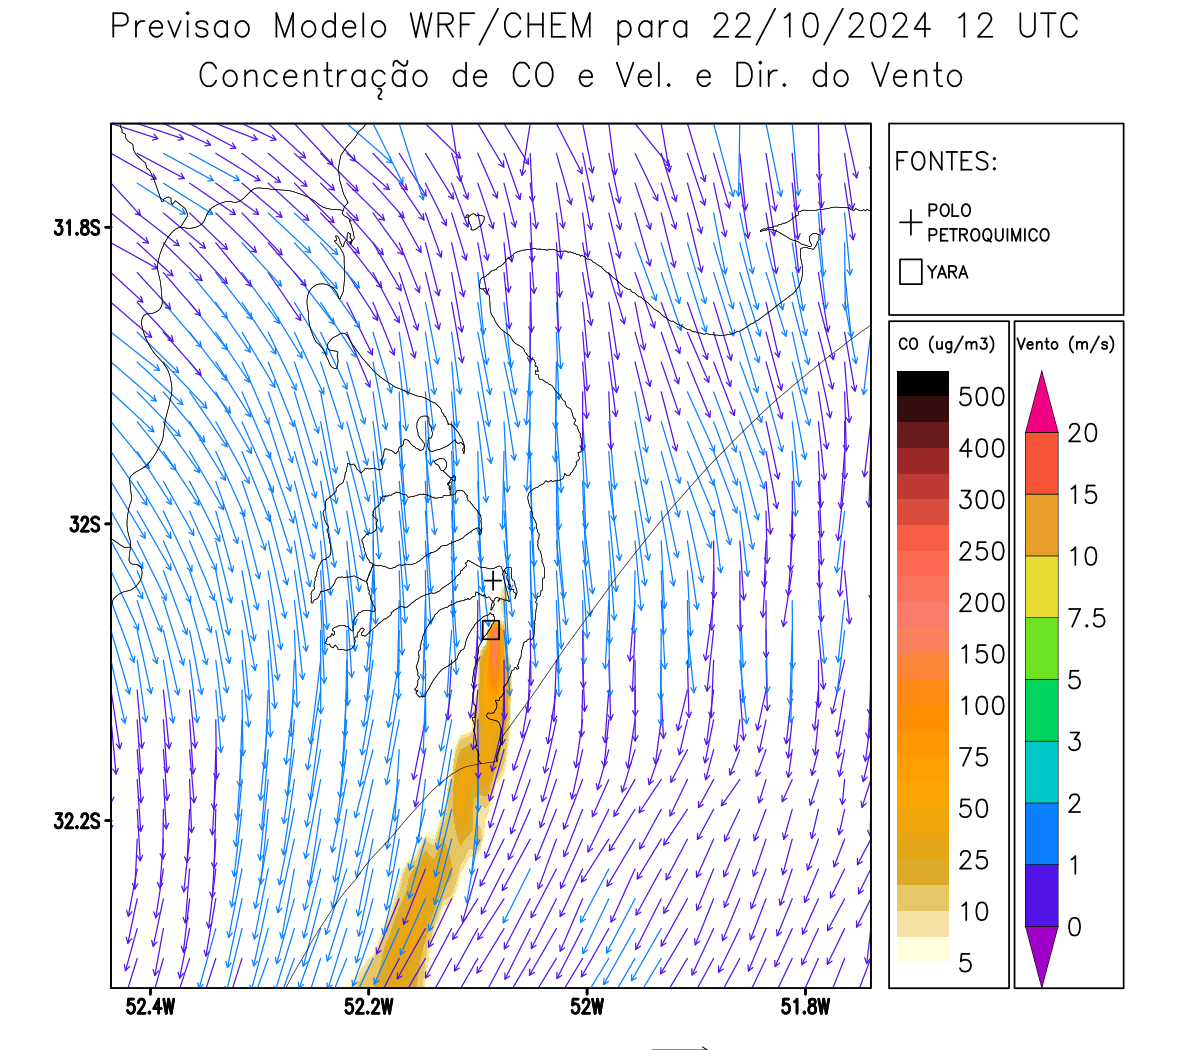 Previsao Modelo WRF/CHEM para 22/10/2024 12 UTC
Concentração de CO e Vel. e Dir. do Vento
FONTES:
POLO
PETROQUIMICO
YARA
31.8S
32S
32.2S
52.4W
52.2W
52W
51.8W
CO (ug/m3)
500
400
300
250
200
150
100
75
50
25
10
5
Vento (m/s)
20
15
10
7.5
5
3
2
1
0